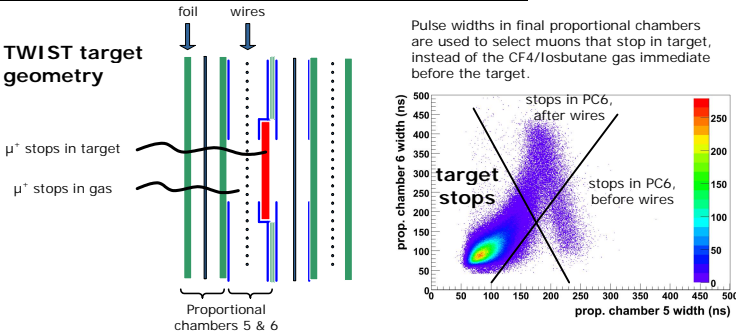 foil wires
TWIST target
geometry
μ+ stops in target
μ+ stops in gas
Proportional
chambers 5 & 6
Pulse widths in final proportional chambers
are used to select muons that stop in target,
instead of the CF4/Iosbutane gas immediate
before the target.
prop. chamber 6 width (ns)
500
450
400
350
300
250
200
150
100
50
0
stops in PC6,
after wires
target
stops
stops in PC6,
before wires
250
200
150
100
50
0
0 50 100 150 200 250 300 350 400 450 500
prop. chamber 5 width (ns)